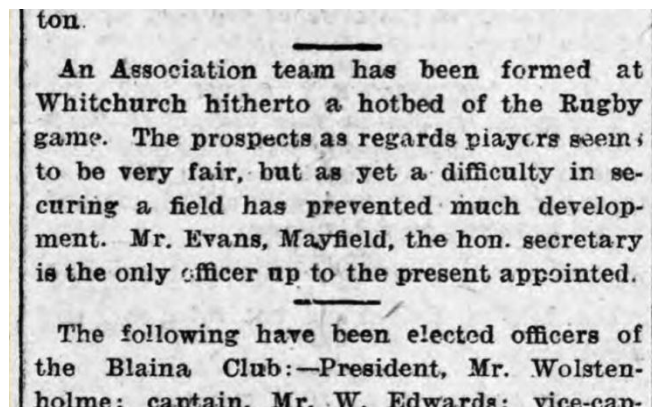 ton.
An Association team has been formed at
Whitchurch hitherto a hotbed of the Rugby
game. The prospects as regards players seems
to be very fair, but as yet a difficulty in se-
curing a field has prevented much develop-
ment. Mr. Evans, Mayfield, the hon. secretary
is the only officer up to the present appointed.
The following have been elected officers of
the Blaina Club:—President, Mr. Wolsten-
holme; captain, Mr. W. Edwards; vice-cap-